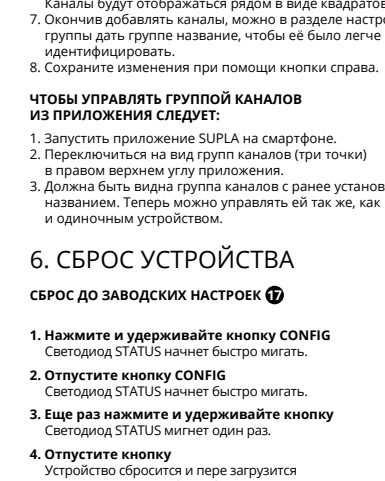 Каналы будут отображаться рядом в виде квадратов
7. Окончив добавлять каналы, можно в разделе
группы дать группе название, чтобы её было легче
идентифицировать.
8. Сохраните изменения при помощи кнопки справа.
ЧТОБЫ УПРАВЛЯТЬ ГРУППОЙ КАНАЛОВ
ИЗ ПРИЛОЖЕНИЯ СЛЕДУЕТ:
1. Запустить приложение SUPLA на смартфоне.
2. Переключиться на вид групп каналов (три точки)
в правом верхнем углу приложения.
3. Должна быть видна группа каналов с ранее
названием. Теперь можно управлять ей так же, как
и одиночным устройством.
6. СБРОС УСТРОЙСТВА
СБРОС ДО ЗАВОДСКИХ НАСТРОЕК 17
1. Нажмите и удерживайте кнопку CONFIG
Светодиод STATUS начнет быстро мигать.
2. Отпустите кнопку CONFIG
Светодиод STATUS начнет быстро мигать.
3. Еще раз нажмите и удерживайте кнопку
Светодиод STATUS мигнет один раз.
4. Отпустите кнопку
Устройство сбросится и пере загрузится